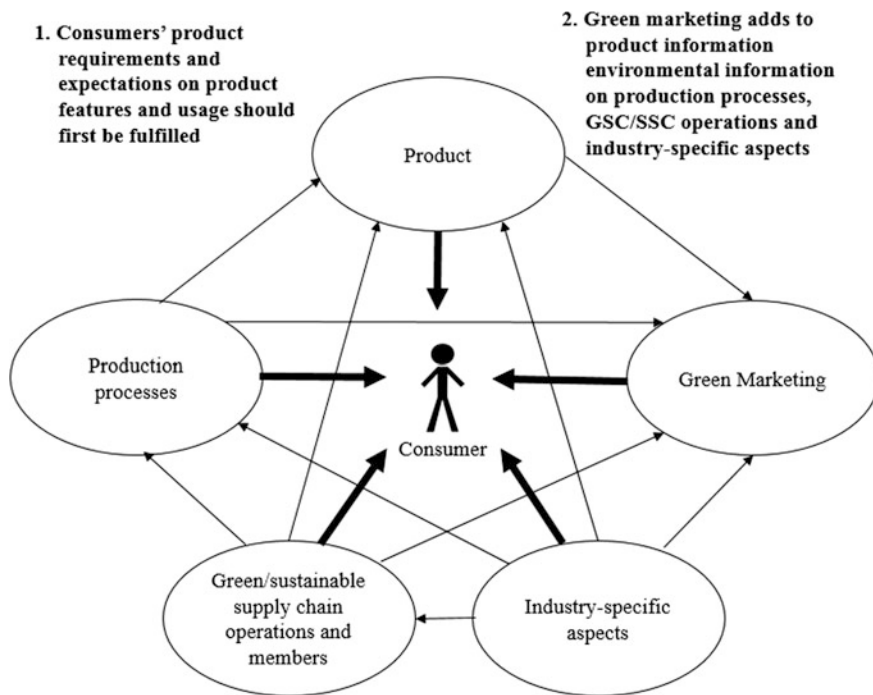 1. Consumers’ product
requirements and
expectations on product
features and usage should
first be fulfilled
2. Green marketing adds to
product information
environmental information
on production processes,
GSC/SSC operations and
industry-specific aspects
Product
Production
processes
Green Marketing
Consumer
Green/sustainable
supply chain
operations and
members
Industry-specific
aspects